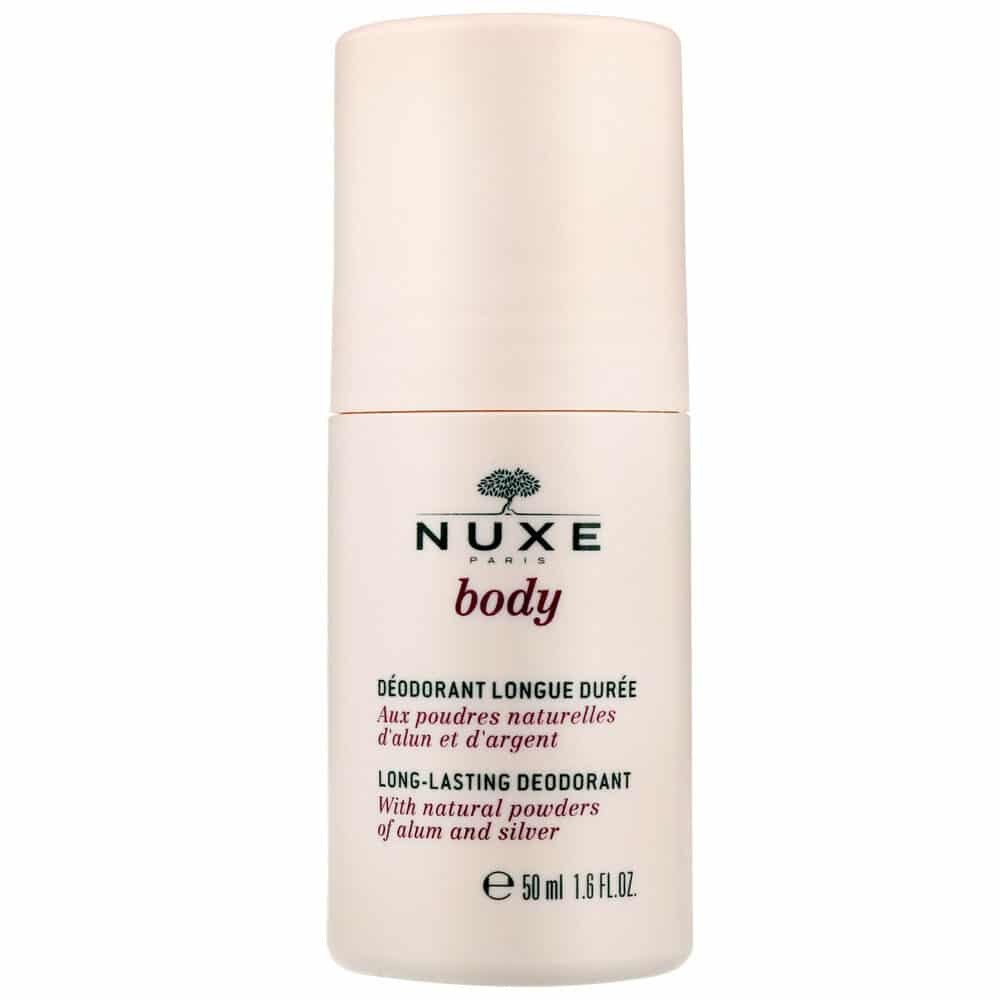 NUXE
PARIS
body
DÉODORANT LONGUE DURÉE
Aux poudres naturelles
d'alun et d'argent
LONG-LASTING DEODORANT
With natural powders
of alum and silver
℮ 50 ml 1.6 FL.OZ.